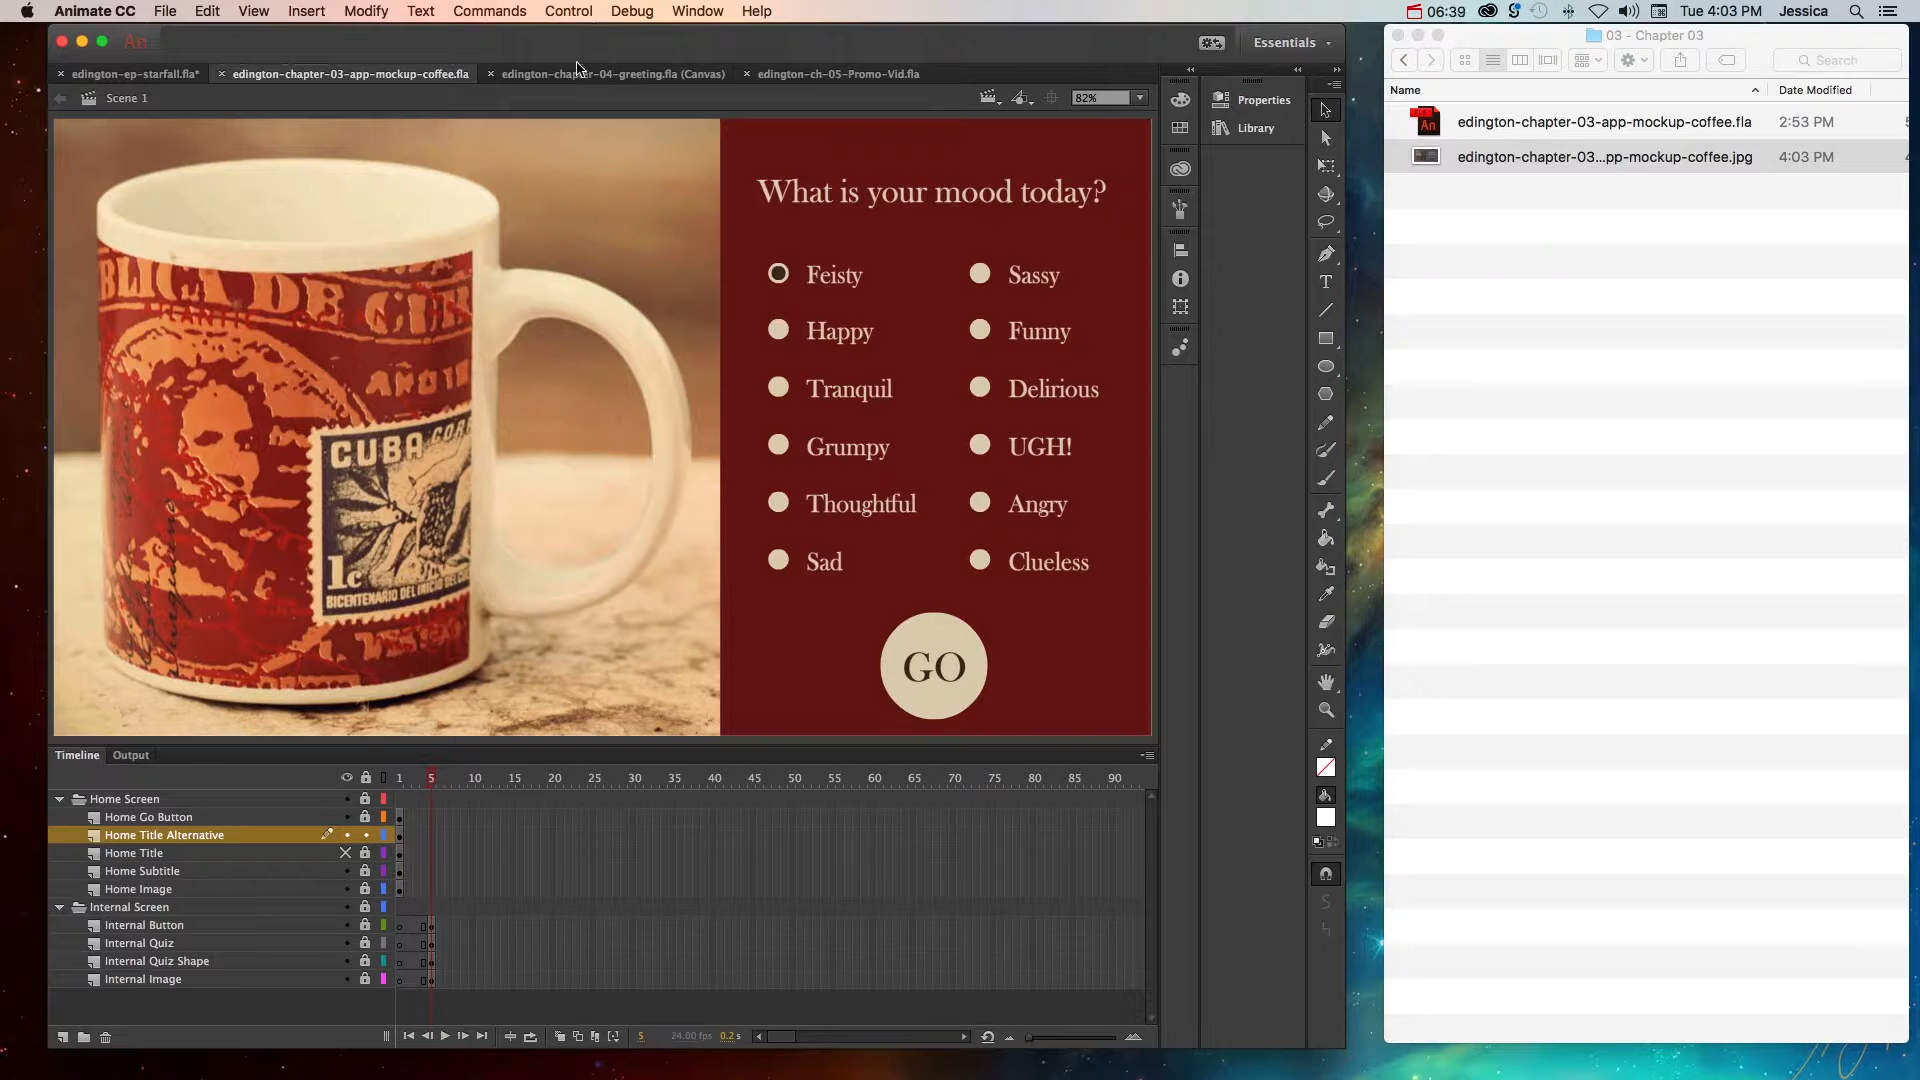 Animate CC File Edit View Insert Modify Text Commands Control Debug Window Help
06:39 Tue 4:03 PM Jessica
An Essentials
edington-ep-starfall.fla* edington-chapter-03-app-mockup-coffee.fla edington-chapter-04-greeting.fla (Canvas) edington-ch-05-Promo-Vid.fla
Scene 1 82%
BLICA DE
CUBA
1c
What is your mood today?
Feisty Sassy
Happy Funny
Tranquil Delirious
Grumpy UGH!
Thoughtful Angry
Sad Clueless
GO
Properties
Library
Timeline Output
1 5 10 15 20 25 30 35 40 45 50 55 60 65 70 75 80 85 90
Home Screen
Home Go Button
Home Title Alternative
Home Title
Home Subtitle
Home Image
Internal Screen
Internal Button
Internal Quiz
Internal Quiz Shape
Internal Image
5 24.00 fps 0.2 s
03 - Chapter 03
Search
Name Date Modified
An edington-chapter-03-app-mockup-coffee.fla 2:53 PM
edington-chapter-03...pp-mockup-coffee.jpg 4:03 PM